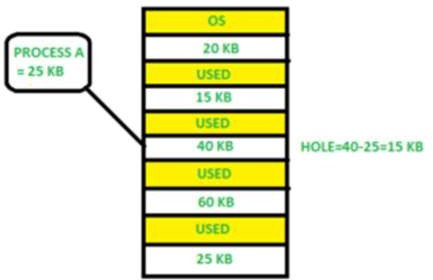 OS
20 KB
PROCESS A
= 25 KB
USED
15 KB
USED
40 KB
HOLE=40-25=15 KB
USED
60 KB
USED
25 KB